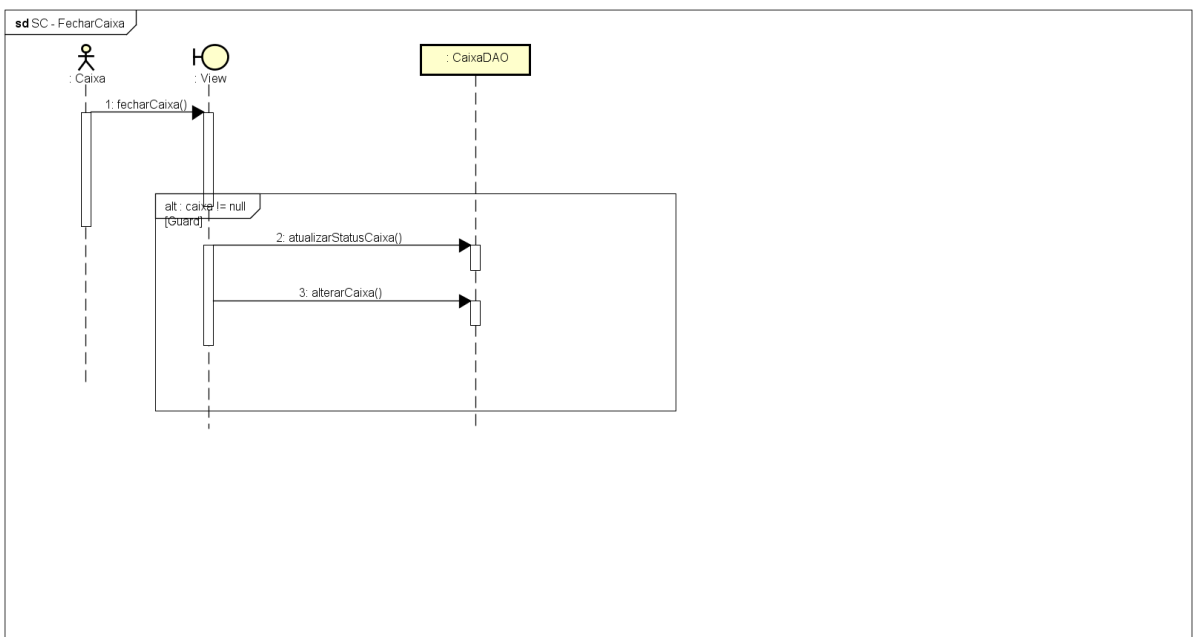 sd SC - FecharCaixa
: Caixa
: View
: CaixaDAO
1: fecharCaixa()
alt : caixa != null
[Guard]
2: atualizarStatusCaixa()
3: alterarCaixa()